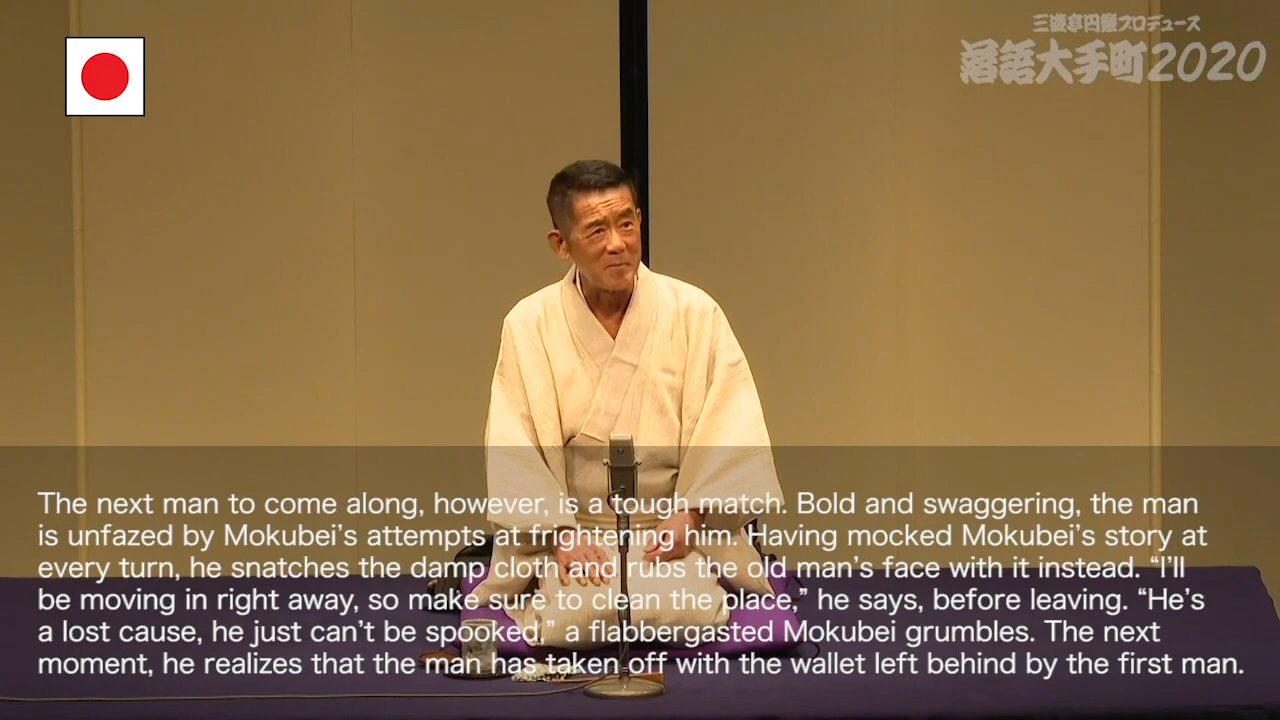 三遊亭円楽プロデュース
落語大手町2020
The next man to come along, however, is a tough match. Bold and swaggering, the man
is unfazed by Mokubei’s attempts at frightening him. Having mocked Mokubei’s story at
every turn, he snatches the damp cloth and rubs the old man’s face with it instead. “I’ll
be moving in right away, so make sure to clean the place,” he says, before leaving. “He’s
a lost cause, he just can’t be spooked,” a flabbergasted Mokubei grumbles. The next
moment, he realizes that the man has taken off with the wallet left behind by the first man.